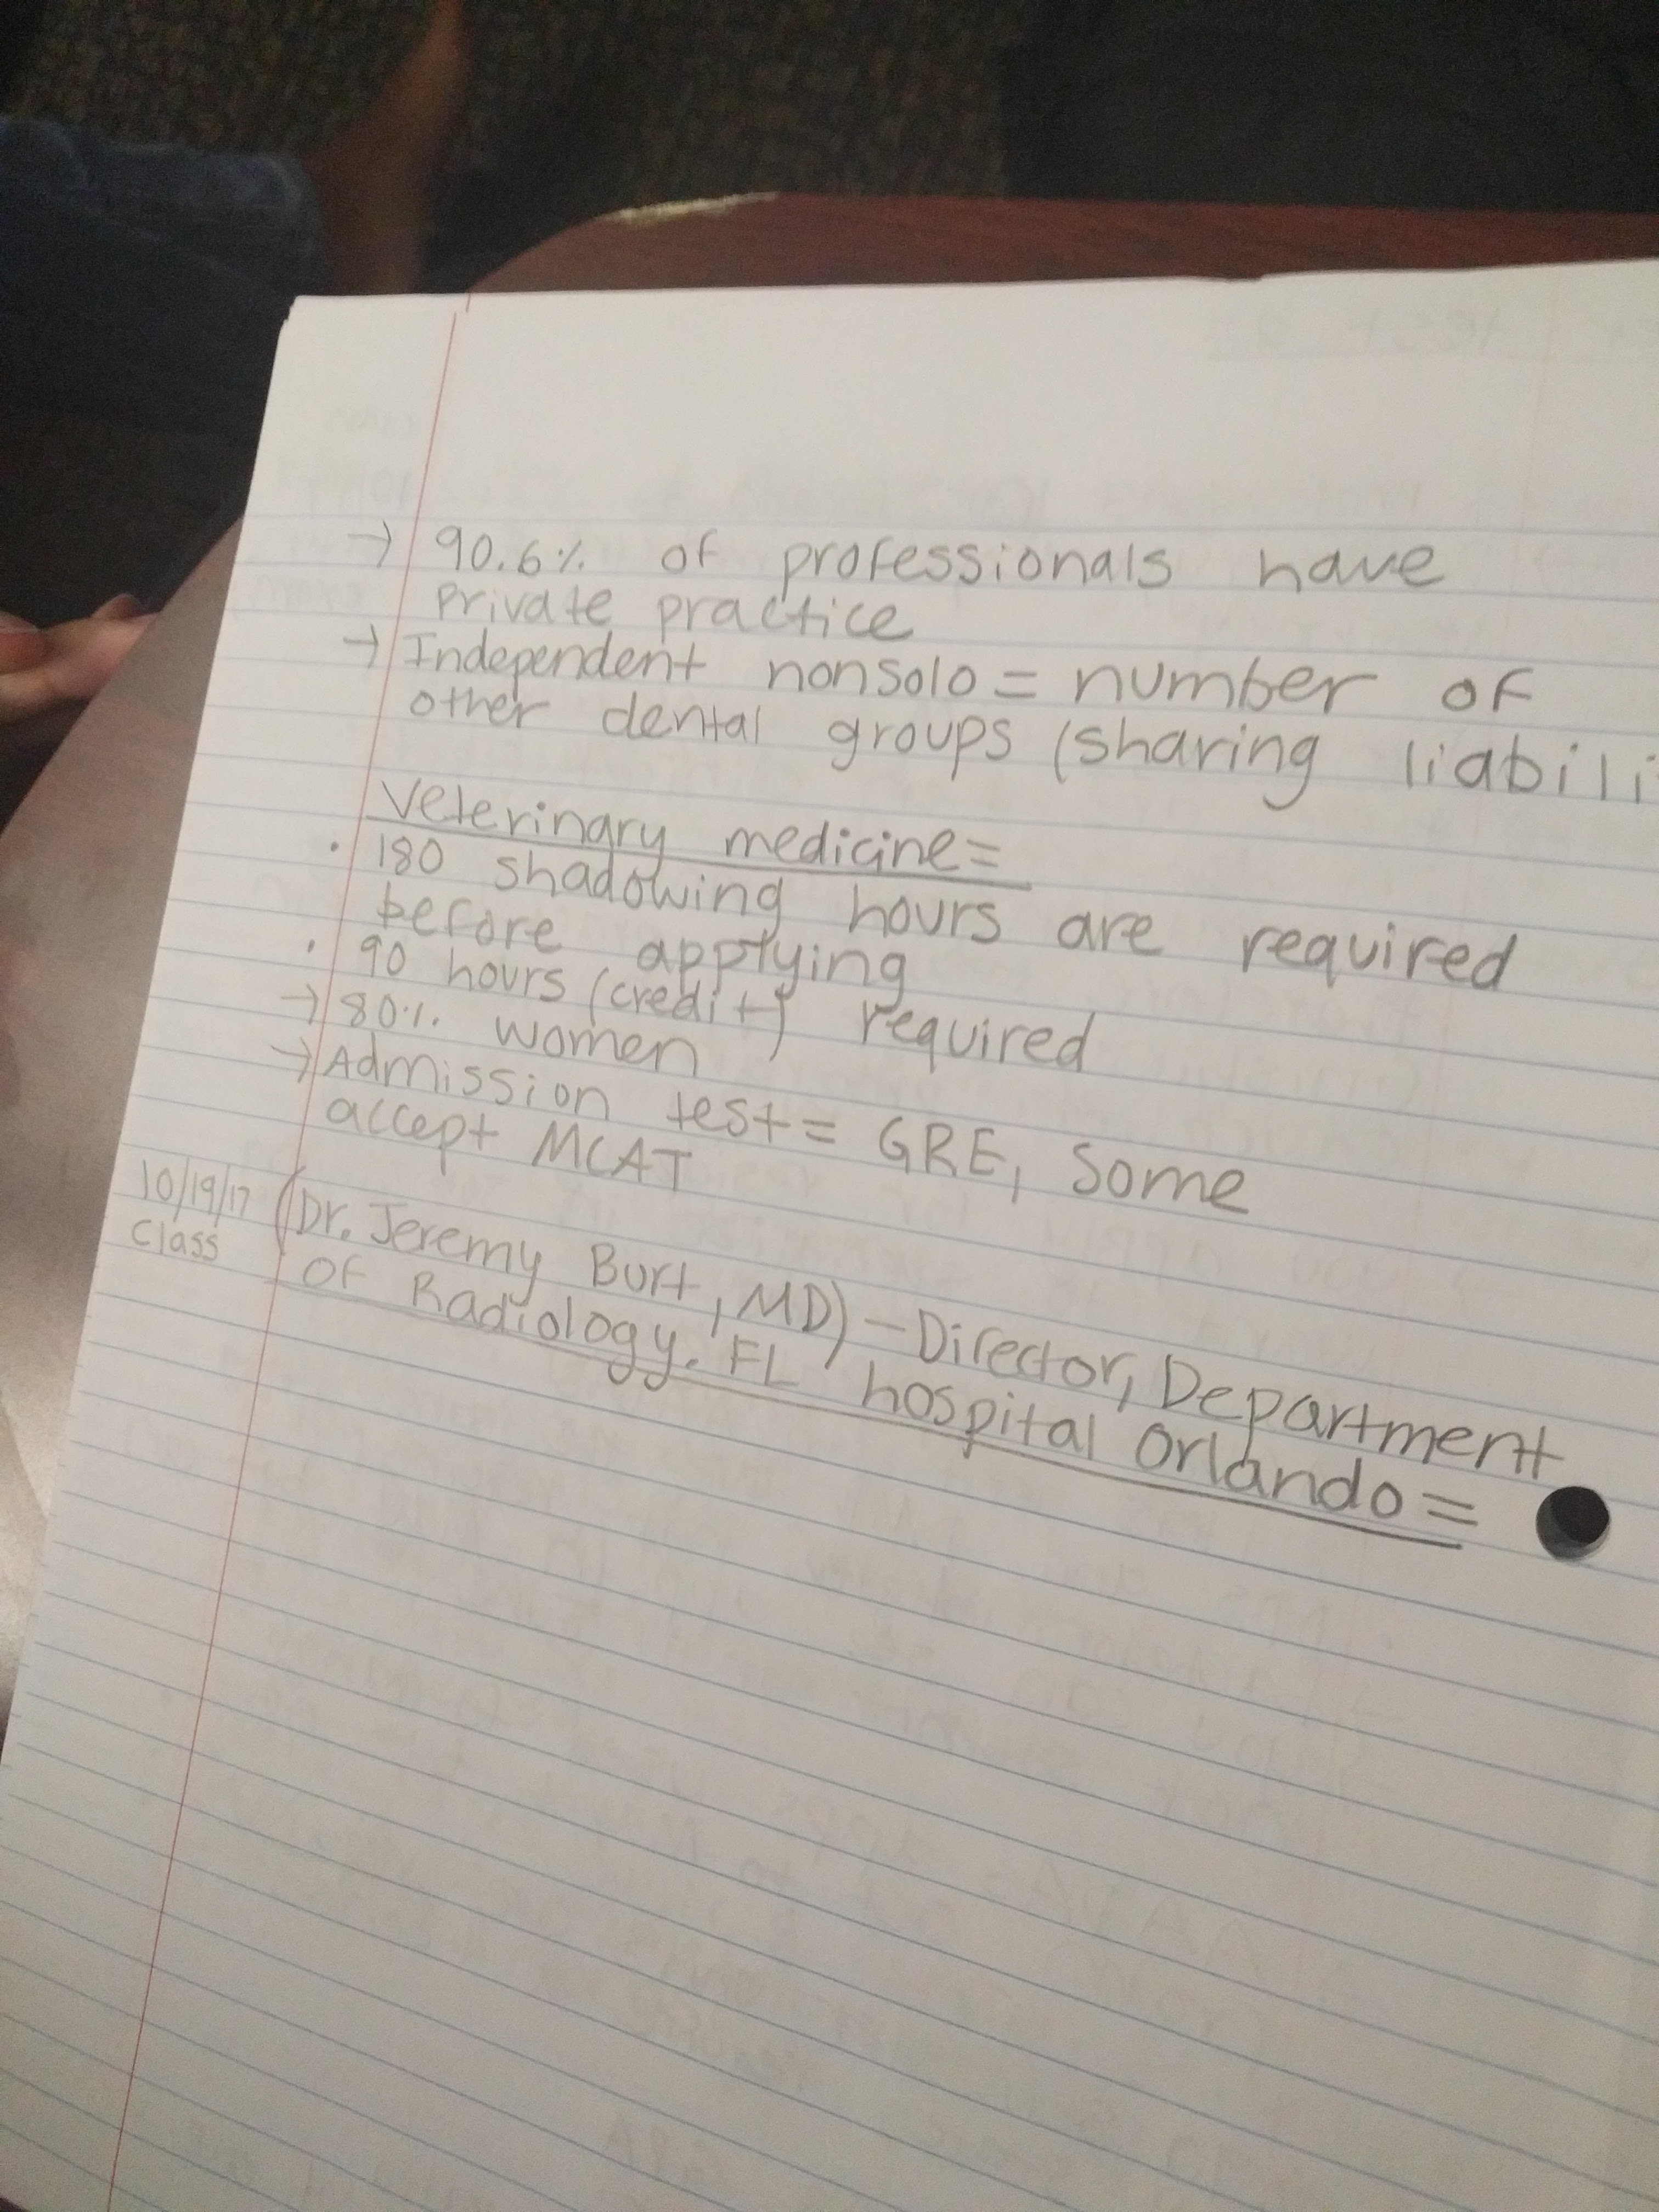 → 90.6% of professionals have
private practice
→ Independent nonsolo = number of
other dental groups (sharing liabili
Veterinary medicine=
• 180 shadowing hours are required
before applying
• 90 hours (credit) required
→ 80% women
→ Admission test = GRE, Some
accept MCAT
10/19/17 (Dr. Jeremy Burt, MD) - Director, Department
Class of Radiology. FL hospital Orlando =